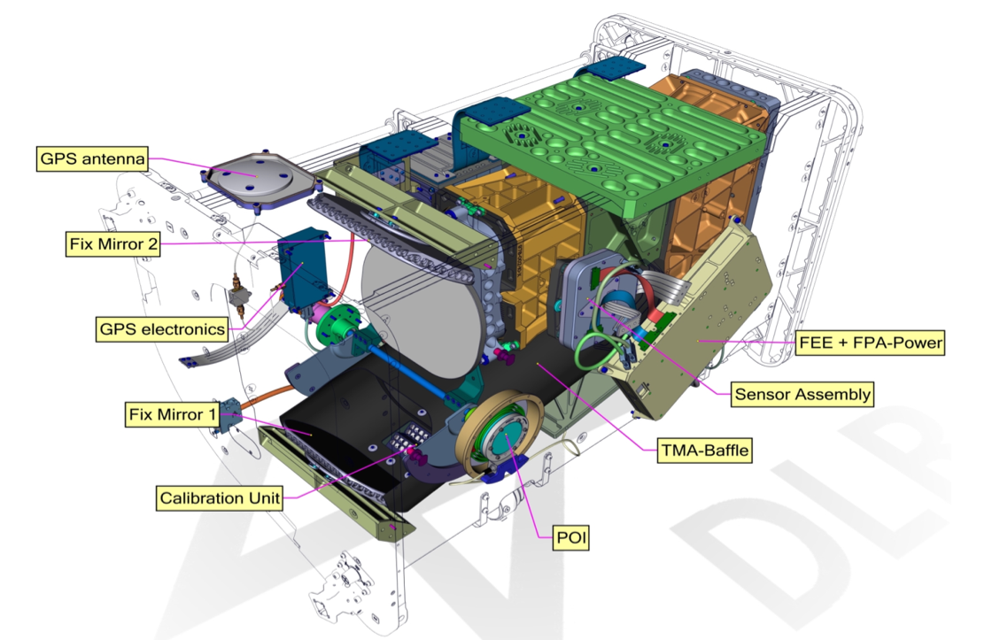 GPS antenna
Fix Mirror 2
GPS electronics
FEE + FPA-Power
Sensor Assembly
Fix Mirror 1
TMA-Baffle
Calibration Unit
POI
DLR